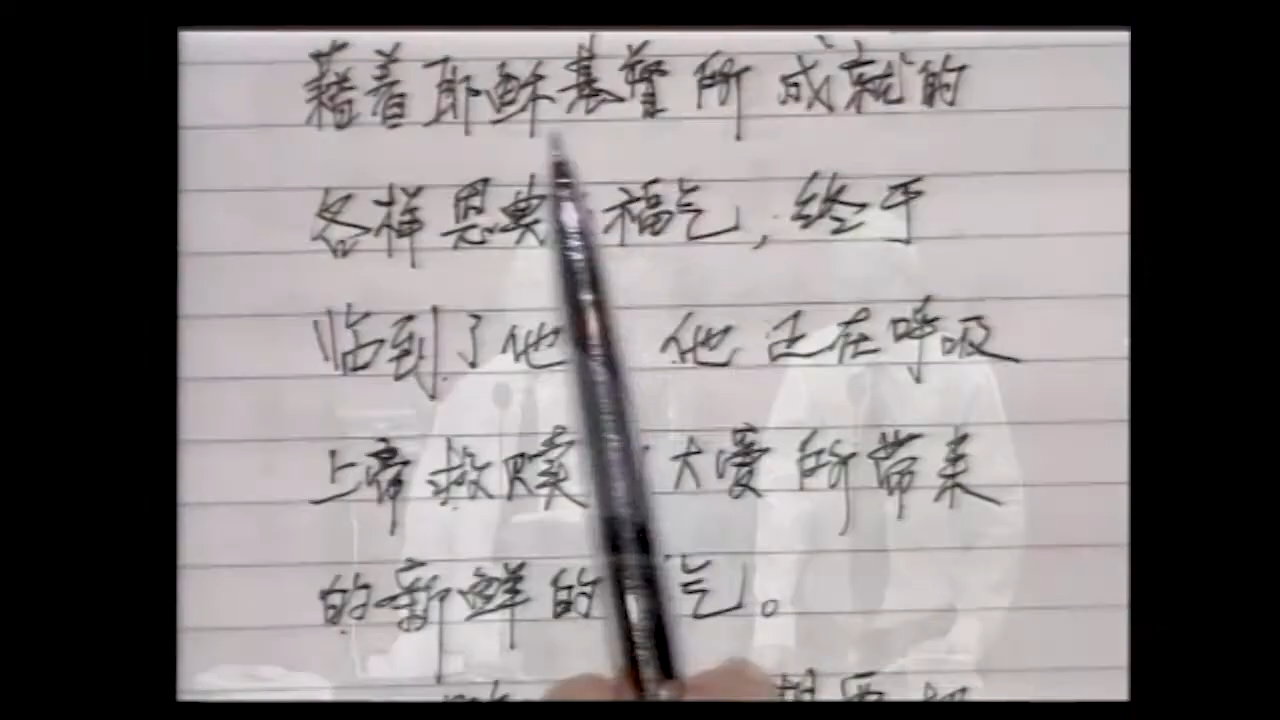 藉着耶稣基督所成就的
各样恩典 福气，终于
临到了他 他正在呼吸
上帝救赎 大爱所带来
的新鲜的 气。